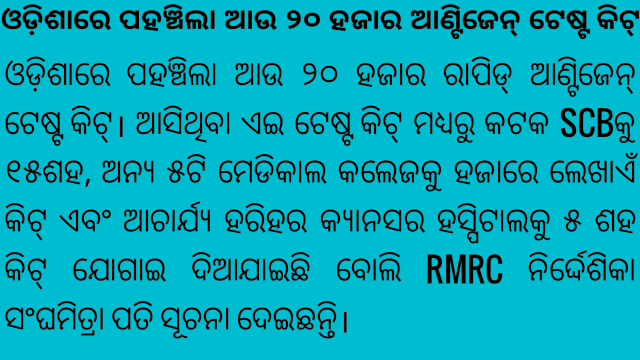 ଓଡ଼ିଶାରେ ପହଞ୍ଚିଲା ଆଉ ୨୦ ହଜାର ଆଣ୍ଟିଜେନ୍ ଟେଷ୍ଟ କିଟ୍
ଓଡ଼ିଶାରେ ପହଞ୍ଚିଲା ଆଉ ୨୦ ହଜାର ରାପିଡ୍ ଆଣ୍ଟିଜେନ୍
ଟେଷ୍ଟ କିଟ୍। ଆସିଥିବା ଏଇ ଟେଷ୍ଟ କିଟ୍ ମଧ୍ୟରୁ କଟକ SCBକୁ
୧୫ଶହ, ଅନ୍ୟ ୫ଟି ମେଡିକାଲ କଲେଜକୁ ହଜାରେ ଲେଖାଏଁ
କିଟ୍ ଏବଂ ଆଚାର୍ଯ୍ୟ ହରିହର କ୍ୟାନସର ହସ୍ପିଟାଲକୁ ୫ ଶହ
କିଟ୍ ଯୋଗାଇ ଦିଆଯାଇଛି ବୋଲି RMRC ନିର୍ଦ୍ଦେଶିକା
ସଂଘମିତ୍ରା ପତି ସୂଚନା ଦେଇଛନ୍ତି।